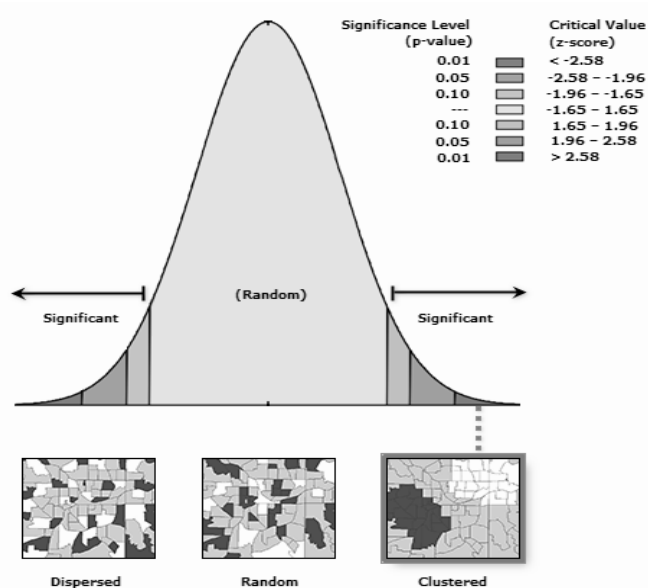 Significance Level Critical Value
(p-value) (z-score)
0.01 < -2.58
0.05 -2.58 – -1.96
0.10 -1.96 – -1.65
--- -1.65 – 1.65
0.10 1.65 – 1.96
0.05 1.96 – 2.58
0.01 > 2.58
(Random)
Significant Significant
Dispersed Random Clustered